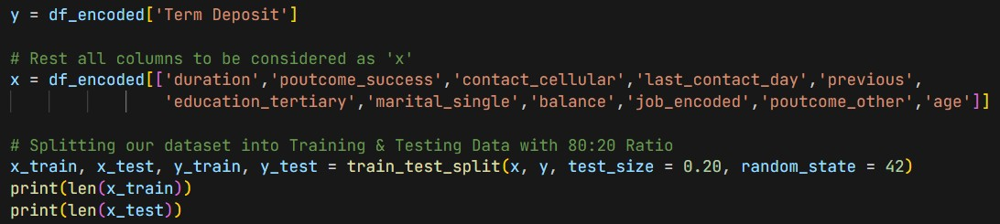 y = df_encoded['Term Deposit']
# Rest all columns to be considered as 'x'
x = df_encoded[['duration','poutcome_success','contact_cellular','last_contact_day','previous',
'education_tertiary','marital_single','balance','job_encoded','poutcome_other','age']]
# Splitting our dataset into Training & Testing Data with 80:20 Ratio
x_train, x_test, y_train, y_test = train_test_split(x, y, test_size = 0.20, random_state = 42)
print(len(x_train))
print(len(x_test))